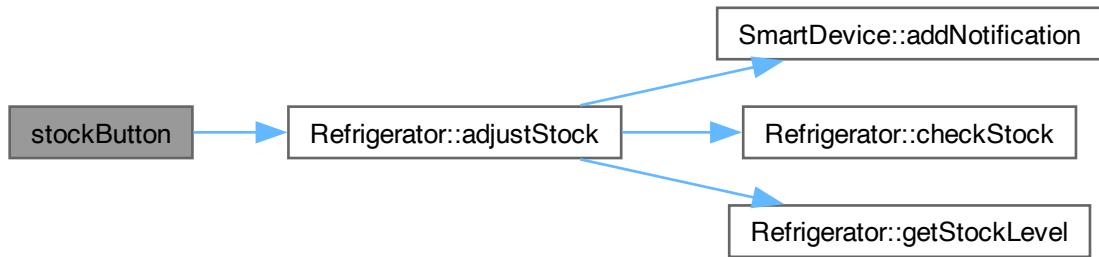 stockButton
Refrigerator::adjustStock
SmartDevice::addNotification
Refrigerator::checkStock
Refrigerator::getStockLevel